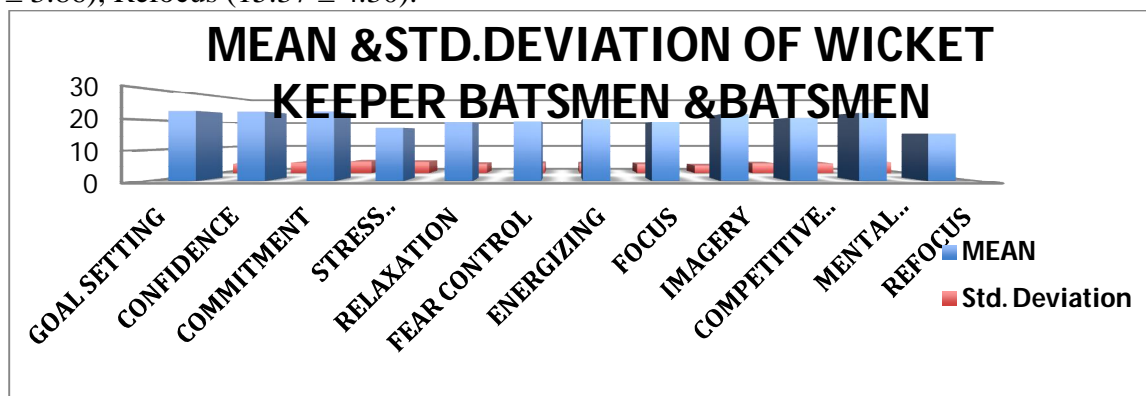 Refocus
MEAN &STD.DEVIATION OF WICKET
KEEPER BATSMEN &BATSMEN
30
20
10
0
GOAL SETTING
CONFIDENCE
COMMITMENT
STRESS..
RELAXATION
FEAR CONTROL
ENERGIZING
FOCUS
IMAGERY
COMPETITIVE..
MENTAL..
REFOCUS
MEAN
Std. Deviation